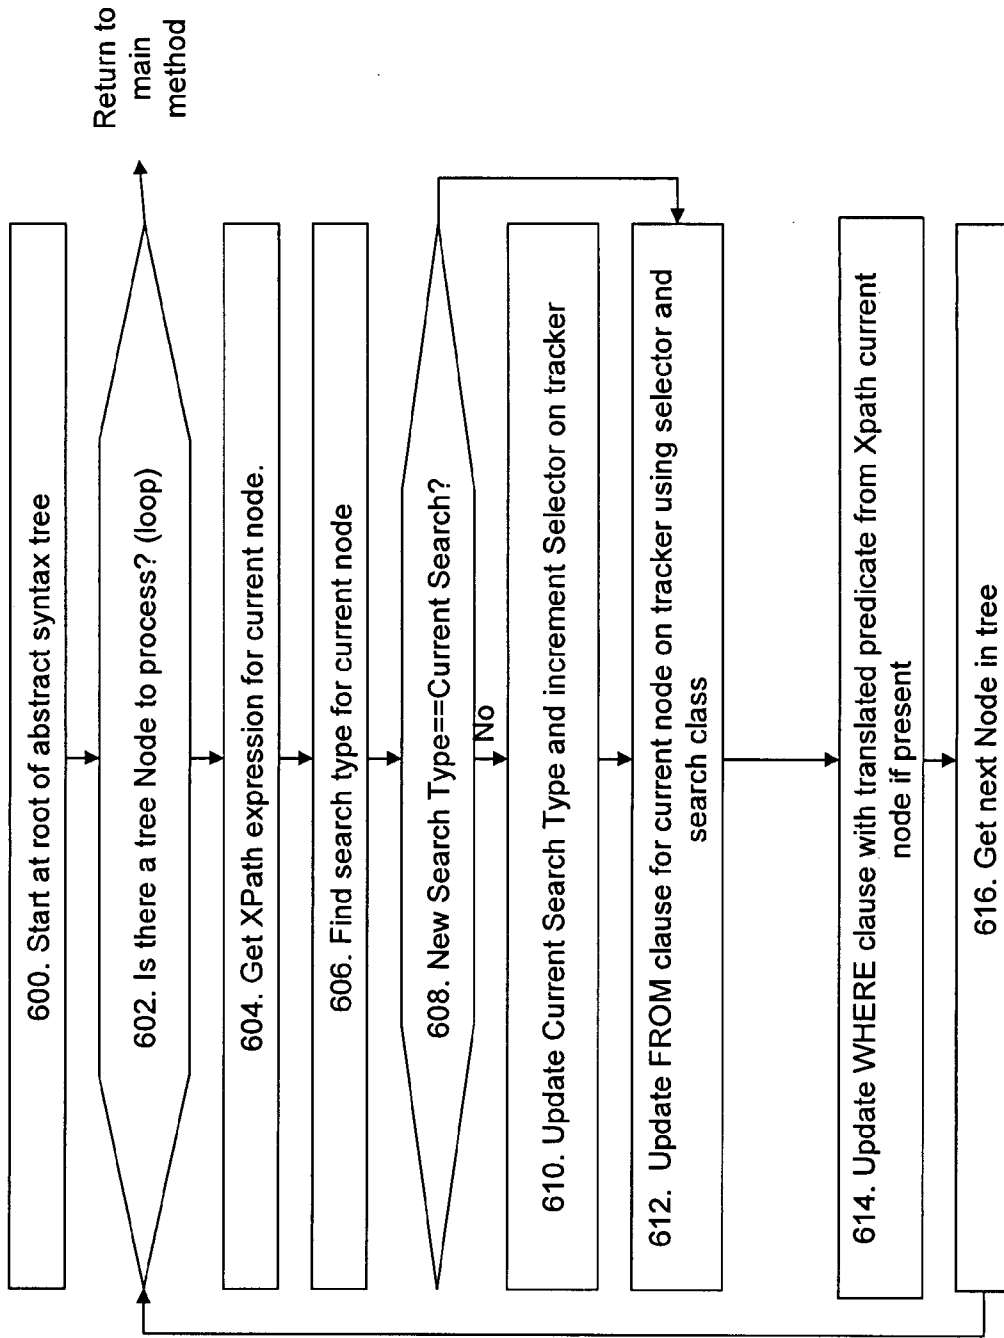 600. Start at root of abstract syntax tree
602. Is there a tree Node to process? (loop)
Return to
main
method
604. Get XPath expression for current node.
606. Find search type for current node
608. New Search Type==Current Search?
No
610. Update Current Search Type and increment Selector on tracker
612. Update FROM clause for current node on tracker using selector and
search class
614. Update WHERE clause with translated predicate from Xpath current
node if present
616. Get next Node in tree